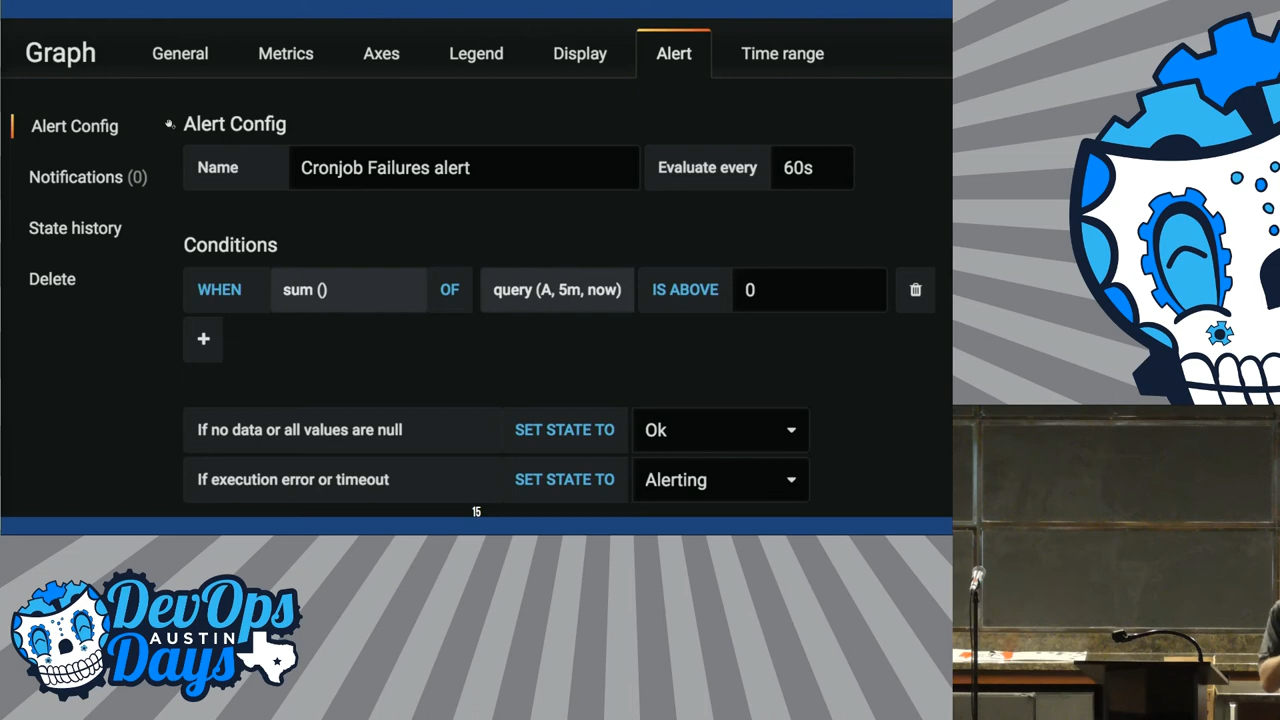 Graph General Metrics Axes Legend Display Alert Time range
Alert Config
Notifications (0)
State history
Delete
Alert Config
Name Cronjob Failures alert Evaluate every 60s
Conditions
WHEN sum () OF query (A, 5m, now) IS ABOVE 0
+
If no data or all values are null SET STATE TO Ok
If execution error or timeout SET STATE TO Alerting
15
DevOps
AUSTIN
Days